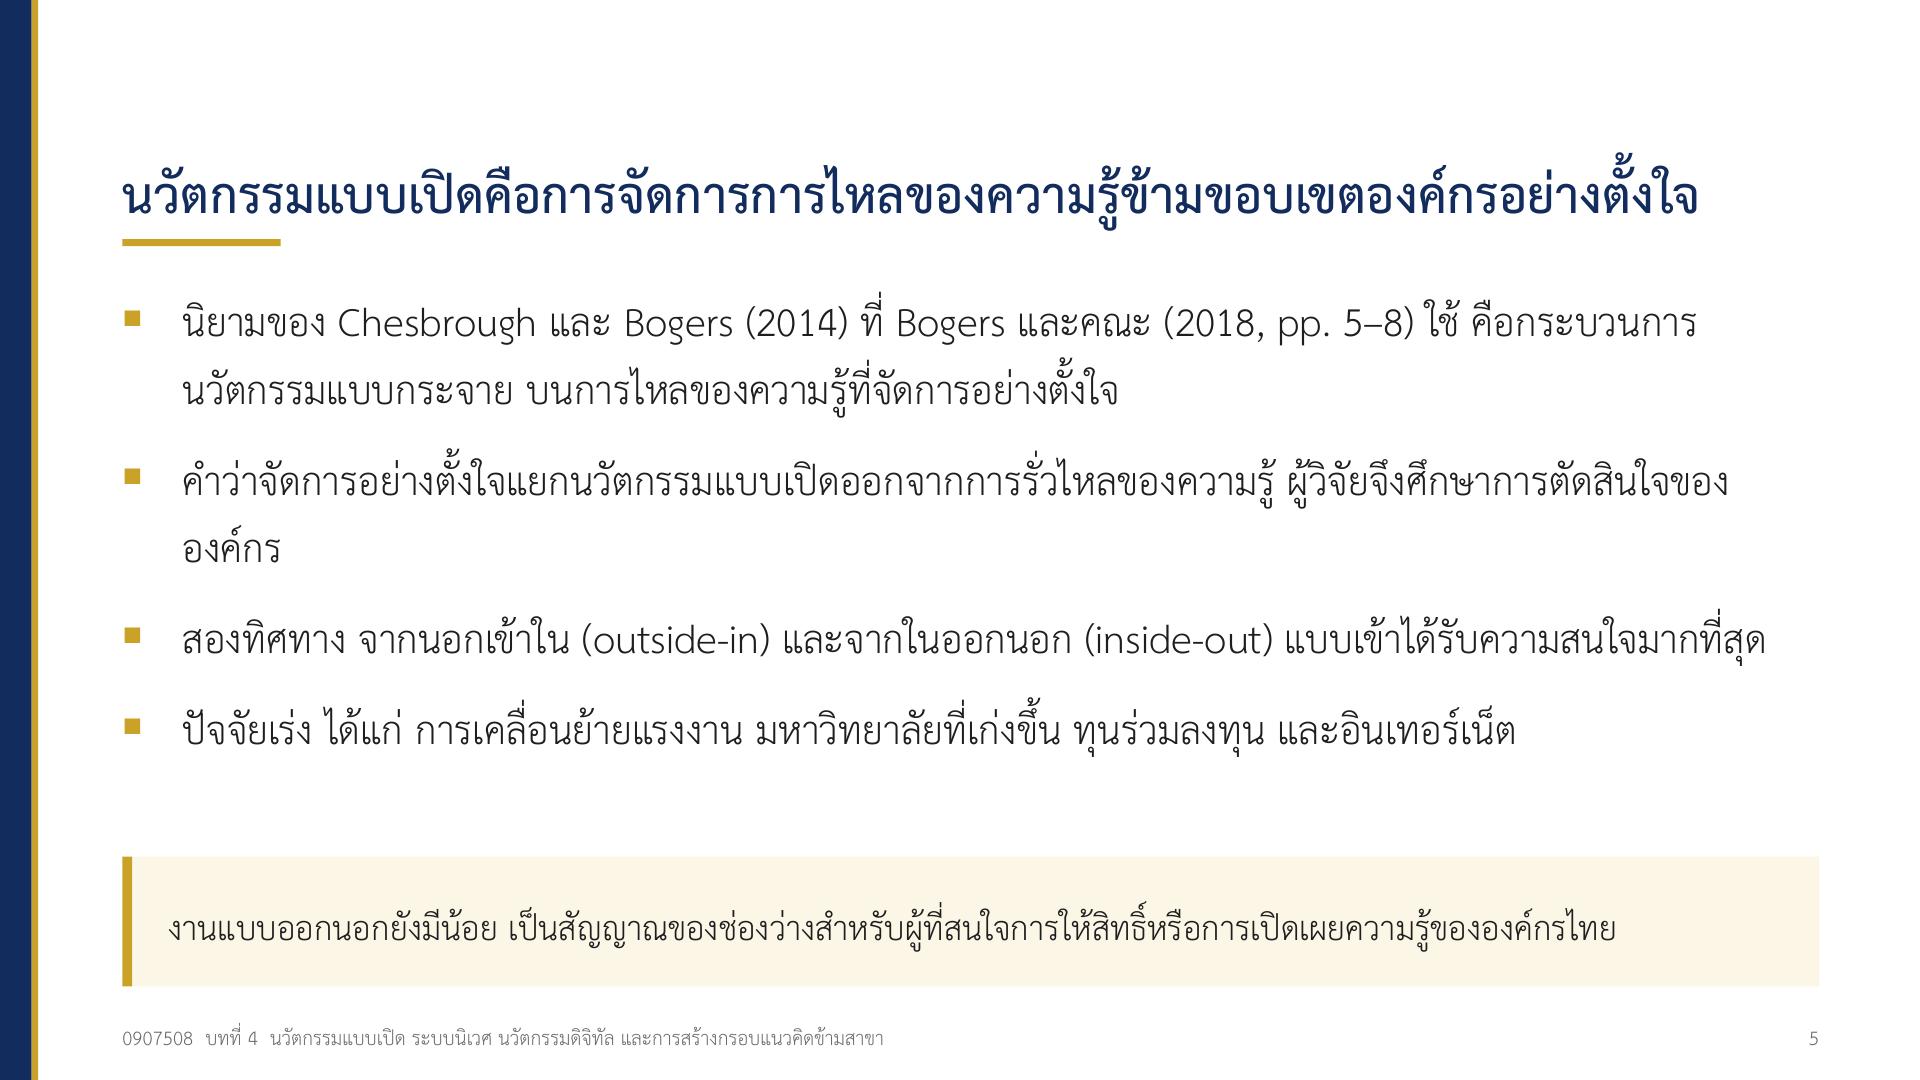 นวัตกรรมแบบเปิดคือการจัดการการไหลของความรู้ข้ามขอบเขตองค์กรอย่างตั้งใจ
นิยามของ Chesbrough และ Bogers (2014) ที่ Bogers และคณะ (2018, pp. 5–8) ใช้ คือกระบวนการ
นวัตกรรมแบบกระจาย บนการไหลของความรู้ที่จัดการอย่างตั้งใจ
คำว่าจัดการอย่างตั้งใจแยกนวัตกรรมแบบเปิดออกจากการรั่วไหลของความรู้ ผู้วิจัยจึงศึกษาการตัดสินใจของ
องค์กร
สองทิศทาง จากนอกเข้าใน (outside-in) และจากในออกนอก (inside-out) แบบเข้าได้รับความสนใจมากที่สุด
ปัจจัยเร่ง ได้แก่ การเคลื่อนย้ายแรงงาน มหาวิทยาลัยที่เก่งขึ้น ทุนร่วมลงทุน และอินเทอร์เน็ต
งานแบบออกนอกยังมีน้อย เป็นสัญญาณของช่องว่างสำหรับผู้ที่สนใจการให้สิทธิ์หรือการเปิดเผยความรู้ขององค์กรไทย
0907508 บทที่ 4 นวัตกรรมแบบเปิด ระบบนิเวศ นวัตกรรมดิจิทัล และการสร้างกรอบแนวคิดข้ามสาขา
5